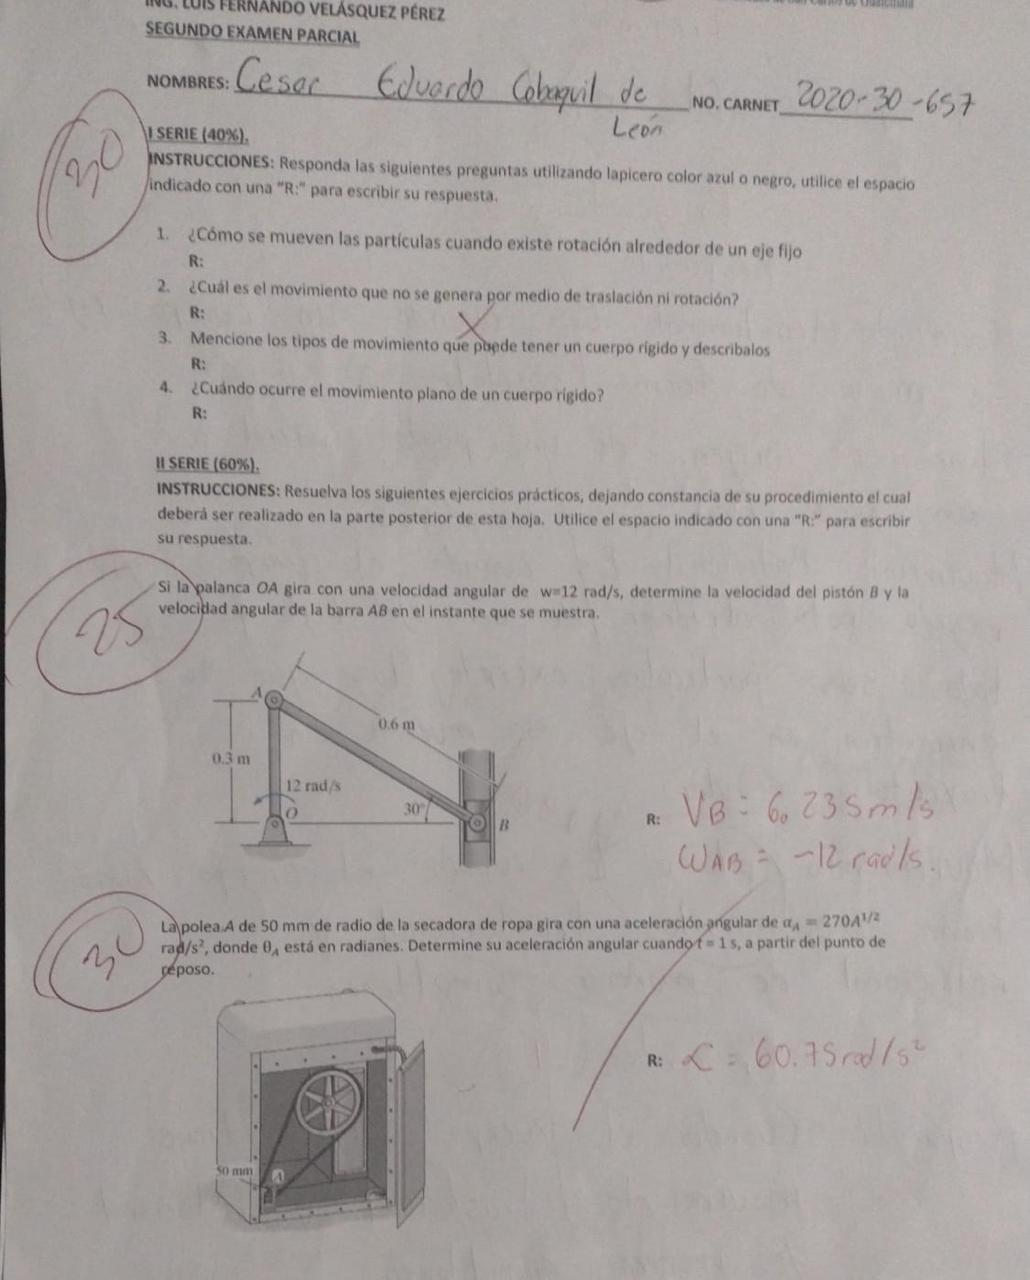 ING. LUIS FERNANDO VELÁSQUEZ PÉREZ
SEGUNDO EXAMEN PARCIAL
NOMBRES: Cesar Eduardo Cobaquil de León NO. CARNET 2020-30-657
30
I SERIE (40%).
INSTRUCCIONES: Responda las siguientes preguntas utilizando lapicero color azul o negro, utilice el espacio
indicado con una "R:" para escribir su respuesta.
1. ¿Cómo se mueven las partículas cuando existe rotación alrededor de un eje fijo
R:
2. ¿Cuál es el movimiento que no se genera por medio de traslación ni rotación?
R:
3. Mencione los tipos de movimiento que puede tener un cuerpo rígido y describalos
R:
4. ¿Cuándo ocurre el movimiento plano de un cuerpo rígido?
R:
II SERIE (60%).
INSTRUCCIONES: Resuelva los siguientes ejercicios prácticos, dejando constancia de su procedimiento el cual
deberá ser realizado en la parte posterior de esta hoja. Utilice el espacio indicado con una "R:" para escribir
su respuesta.
25
Si la palanca OA gira con una velocidad angular de w=12 rad/s, determine la velocidad del pistón B y la
velocidad angular de la barra AB en el instante que se muestra.
A
0.6 m
0.3 m
12 rad/s
O
30°
B
R: VB = 6.235m/s
ωAB = -12 rad/s.
30
La polea A de 50 mm de radio de la secadora de ropa gira con una aceleración angular de α_A = 270A^1/2
rad/s², donde θ_A está en radianes. Determine su aceleración angular cuando t = 1 s, a partir del punto de
reposo.
50 mm
A
R: α = 60.75rad/s²